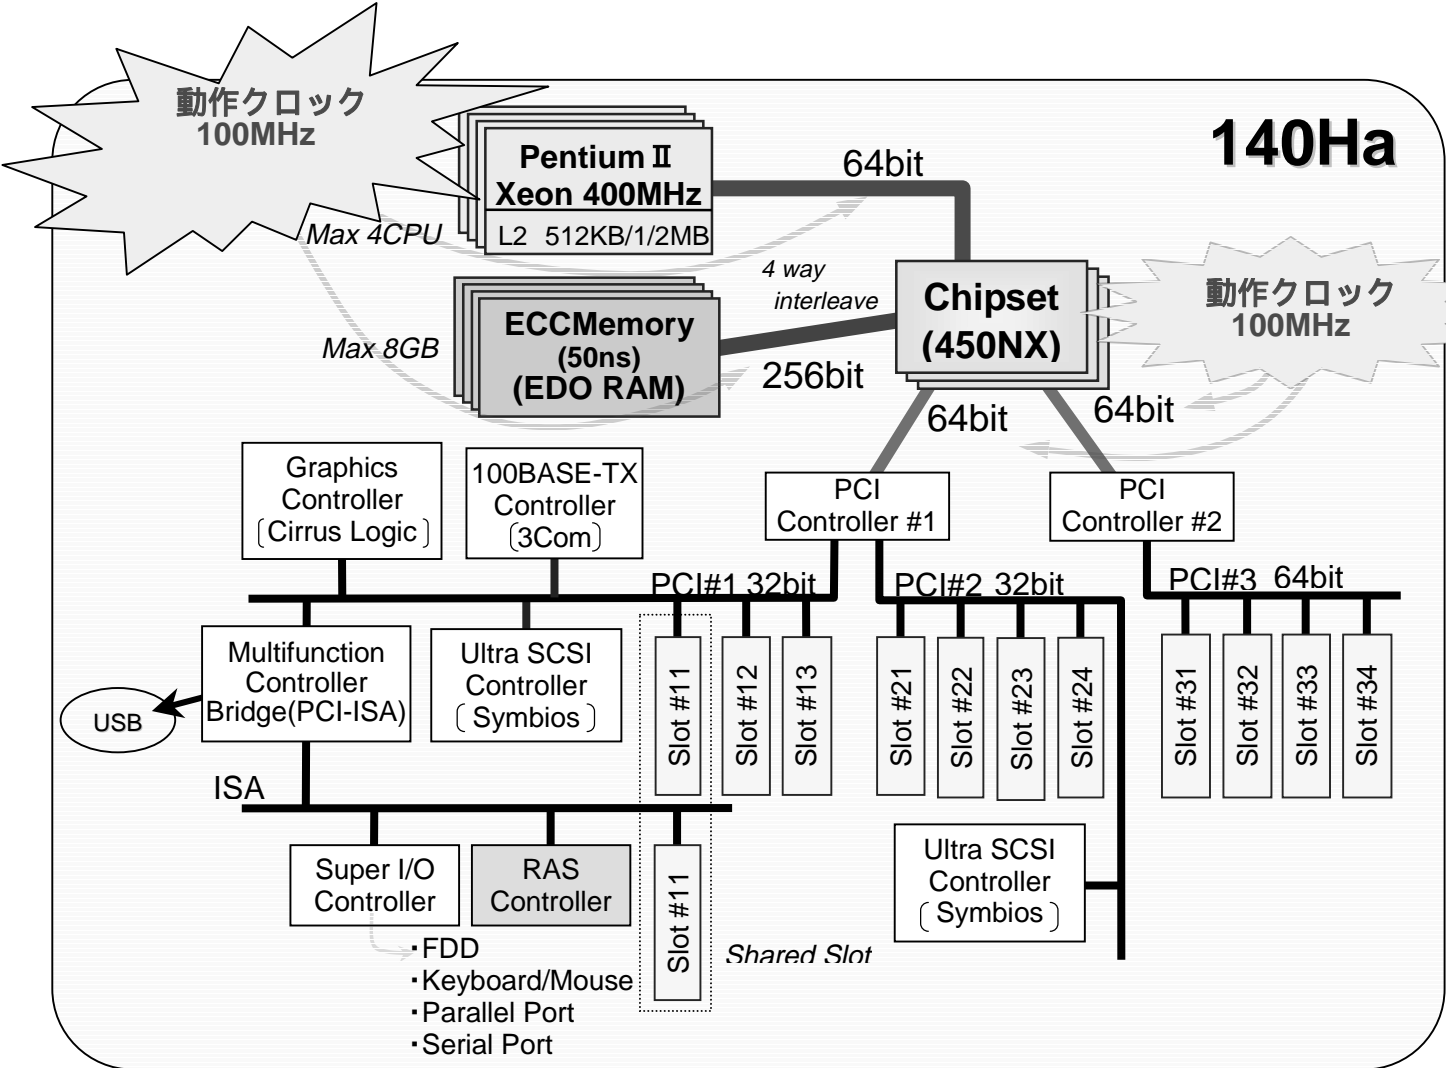 動作クロック
100MHz
140Ha
Pentium Ⅱ
Xeon 400MHz
L2 512KB/1/2MB
Max 4CPU
64bit
4 way
interleave
Chipset
(450NX)
動作クロック
100MHz
ECCMemory
(50ns)
(EDO RAM)
Max 8GB
256bit
64bit
64bit
Graphics
Controller
〔Cirrus Logic〕
100BASE-TX
Controller
〔3Com〕
PCI
Controller #1
PCI
Controller #2
PCI#1 32bit
PCI#2 32bit
PCI#3 64bit
Multifunction
Controller
Bridge(PCI-ISA)
USB
Ultra SCSI
Controller
〔Symbios〕
Slot #11
Slot #12
Slot #13
Slot #21
Slot #22
Slot #23
Slot #24
Slot #31
Slot #32
Slot #33
Slot #34
ISA
Super I/O
Controller
RAS
Controller
Slot #11
Ultra SCSI
Controller
〔Symbios〕
Shared Slot
・FDD
・Keyboard/Mouse
・Parallel Port
・Serial Port